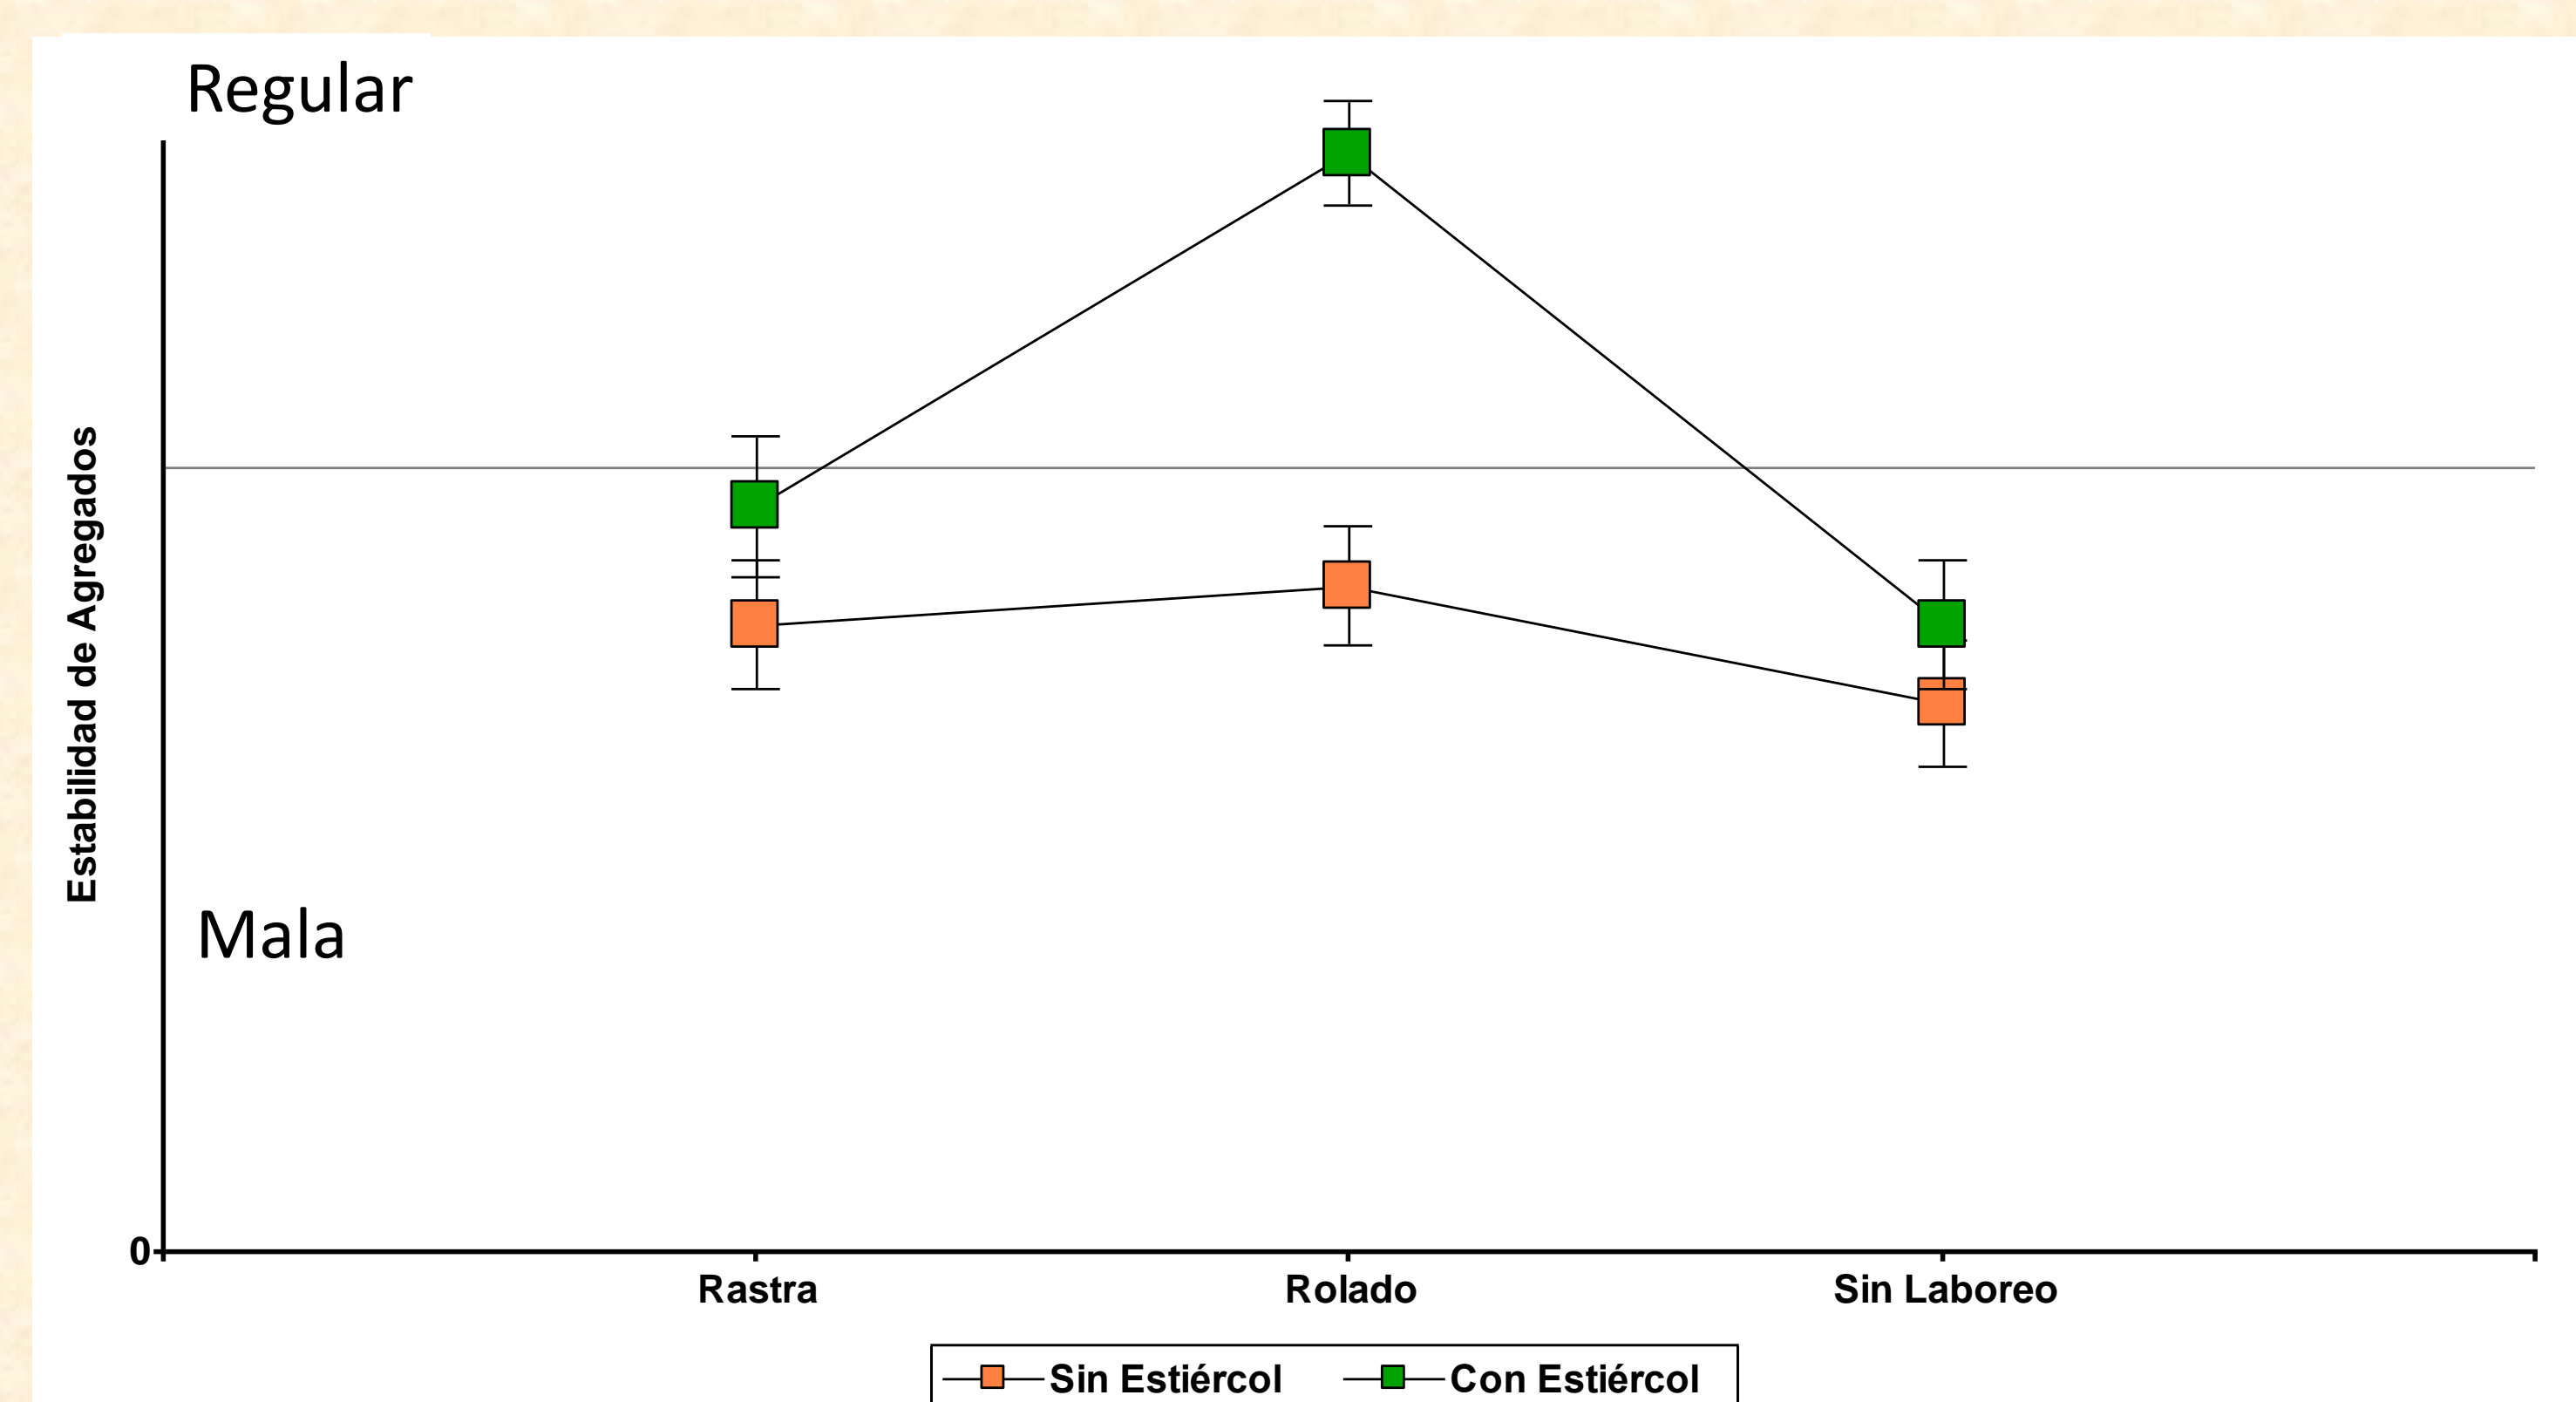 Regular
Estabilidad de Agregados
Mala
0
Rastra
Rolado
Sin Laboreo
Sin Estiércol
Con Estiércol